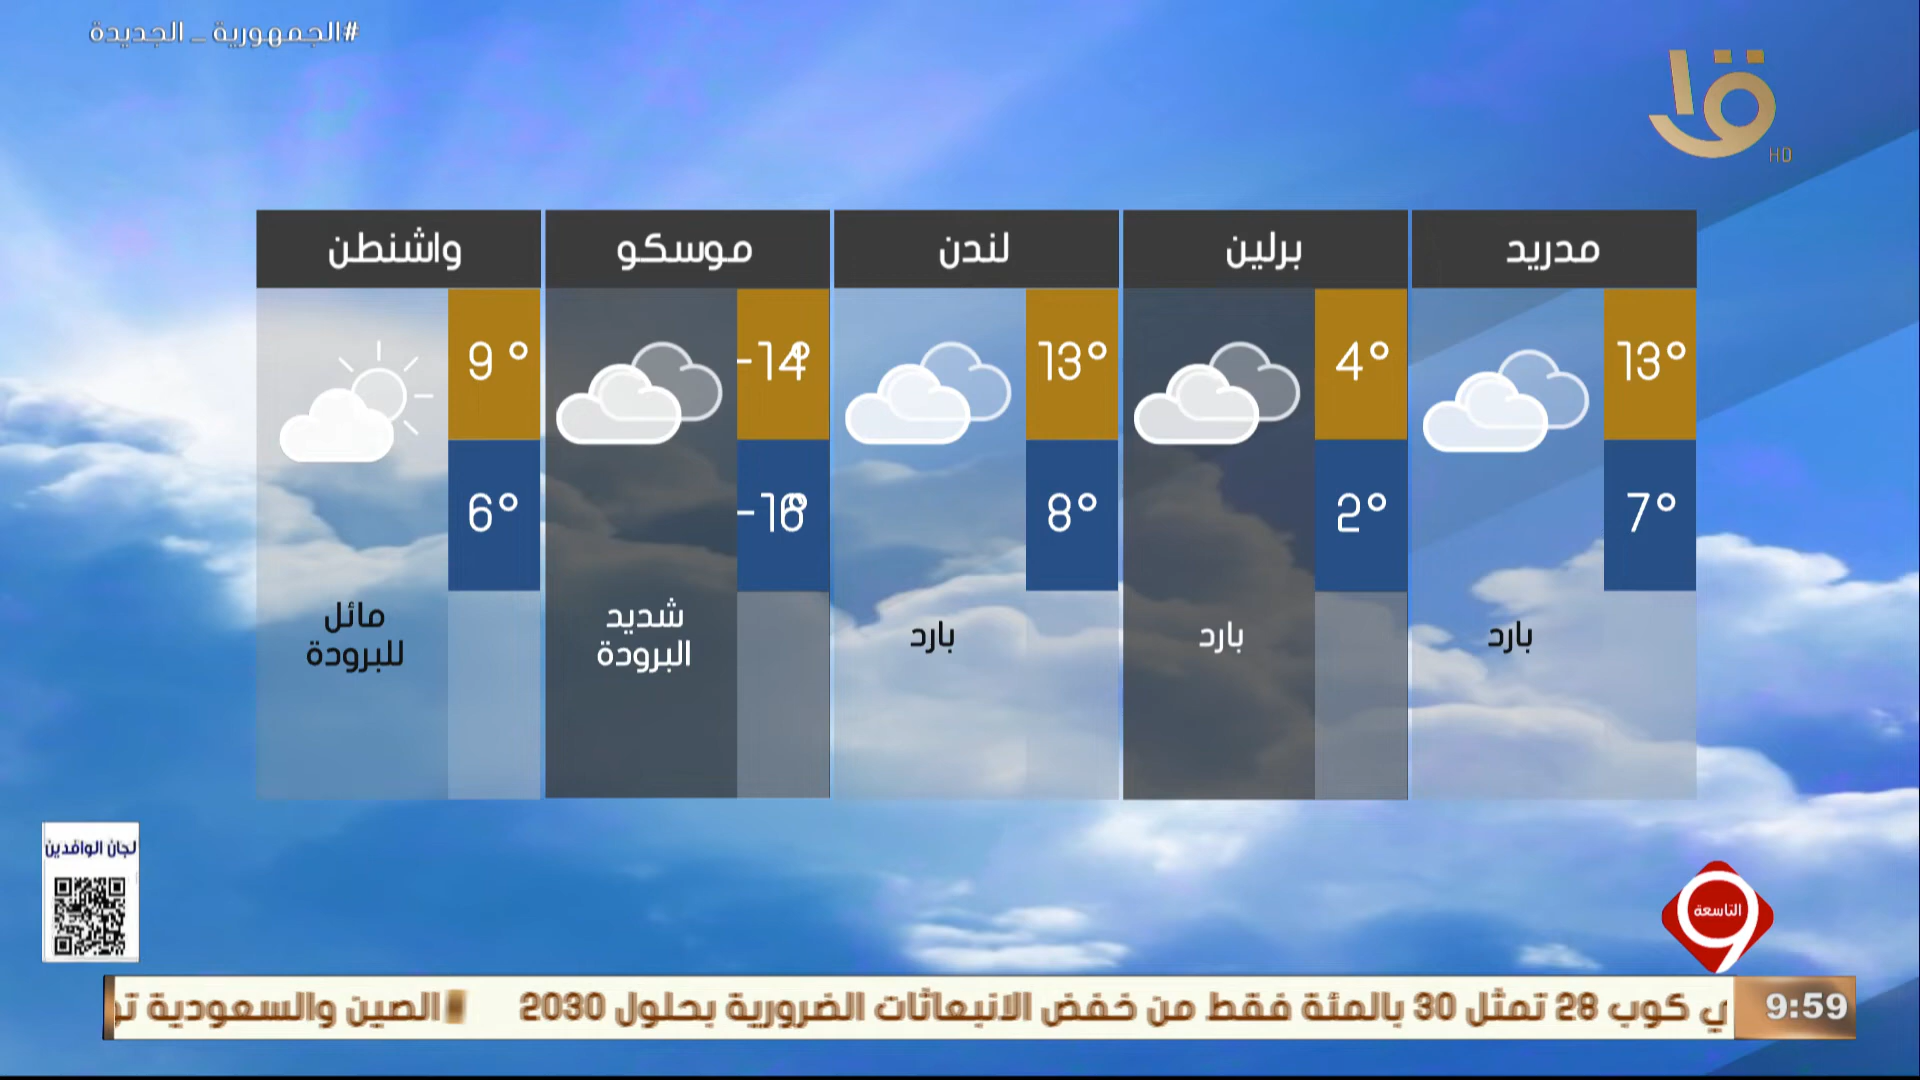 #الجمهورية _ الجديدة
ق1
HD
مدريد
13°
7°
بارد
برلين
4°
2°
بارد
لندن
13°
8°
بارد
موسكو
-14°
-16°
شديد
البرودة
واشنطن
9°
6°
مائل
للبرودة
لجان الوافدين
التاسعة
9
9:59
كوب 28 تمثل 30 بالمئة فقط من خفض الانبعاثات الضرورية بحلول 2030
الصين والسعودية